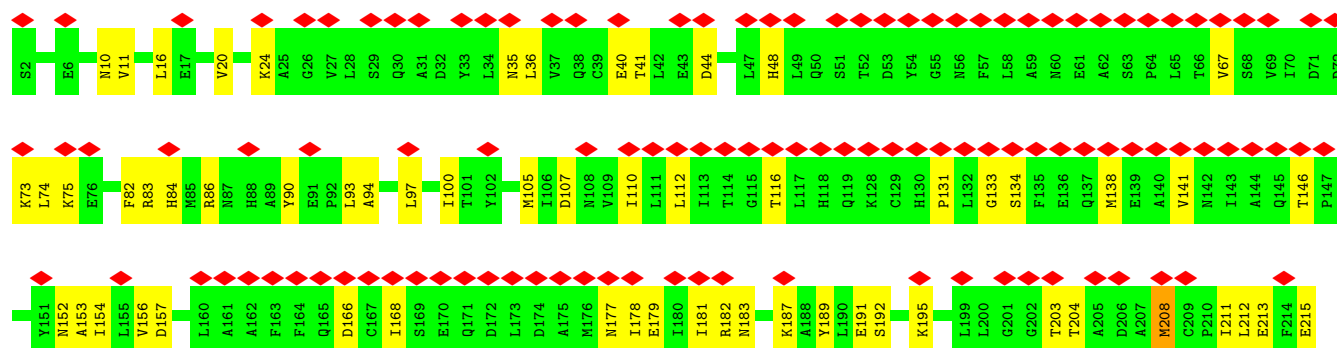 S2 E6 N10 V11 L16 E17 V20 K24 A25 G26 V27 L28 S29 Q30 A31 D32 Y33 L34 N35 L36 V37 Q38 C39 E40 T41 L42 E43 D44 L47 H48 L49 Q50 S51 T52 D53 Y54 G55 N56 F57 L58 A59 N60 E61 A62 S63 P64 L65 T66 V67 S68 V69 I70 D71
K73 L74 K75 E76 F82 R83 H84 M85 R86 N87 H88 A89 Y90 E91 P92 L93 A94 L97 I100 T101 Y102 M105 I106 D107 N108 V109 I110 L111 L112 I113 T114 G115 T116 L117 H118 Q119 K128 C129 H130 P131 L132 G133 S134 F135 E136 Q137 M138 E139 A140 V141 N142 I143 A144 Q145 T146 P147
Y151 N152 A153 I154 L155 V156 D157 L160 A161 A162 F163 F164 Q165 D166 C167 I168 S169 E170 Q171 D172 L173 D174 A175 M176 N177 I178 E179 I180 I181 R182 N183 K187 A188 Y189 L190 E191 S192 K195 L199 L200 G201 G202 T203 T204 A205 D206 A207 M208 C209 P210 I211 L212 E213 F214 E215